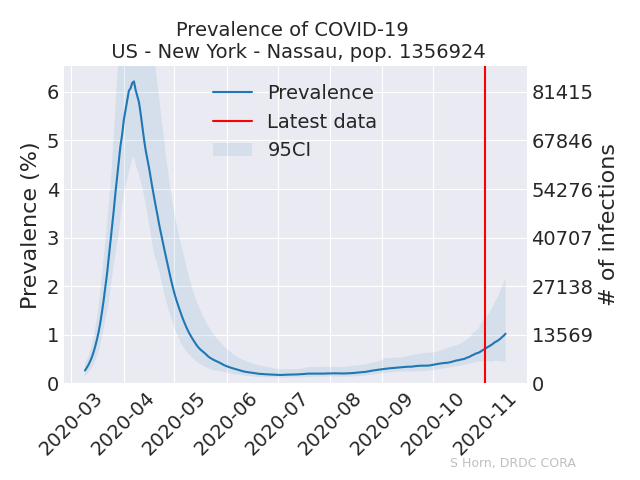 Prevalence of COVID-19
US - New York - Nassau, pop. 1356924
Prevalence (%)
6
5
4
3
2
1
0
Prevalence
Latest data
95CI
81415
67846
54276
40707
27138
13569
0
# of infections
2020-03
2020-04
2020-05
2020-06
2020-07
2020-08
2020-09
2020-10
2020-11
S Horn, DRDC CORA